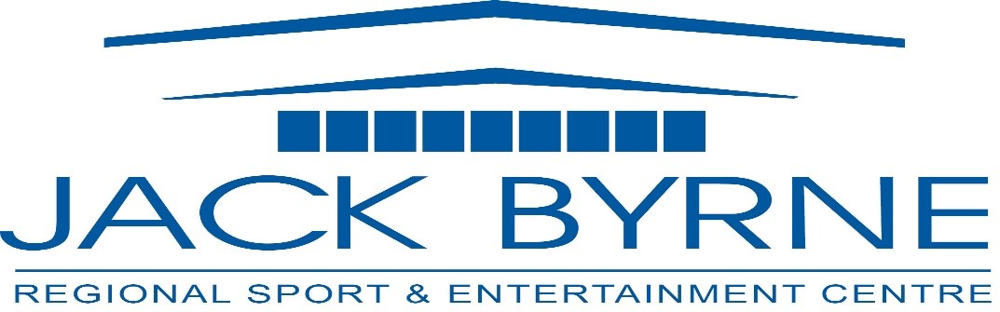 JACK BYRNE
REGIONAL SPORT & ENTERTAINMENT CENTRE